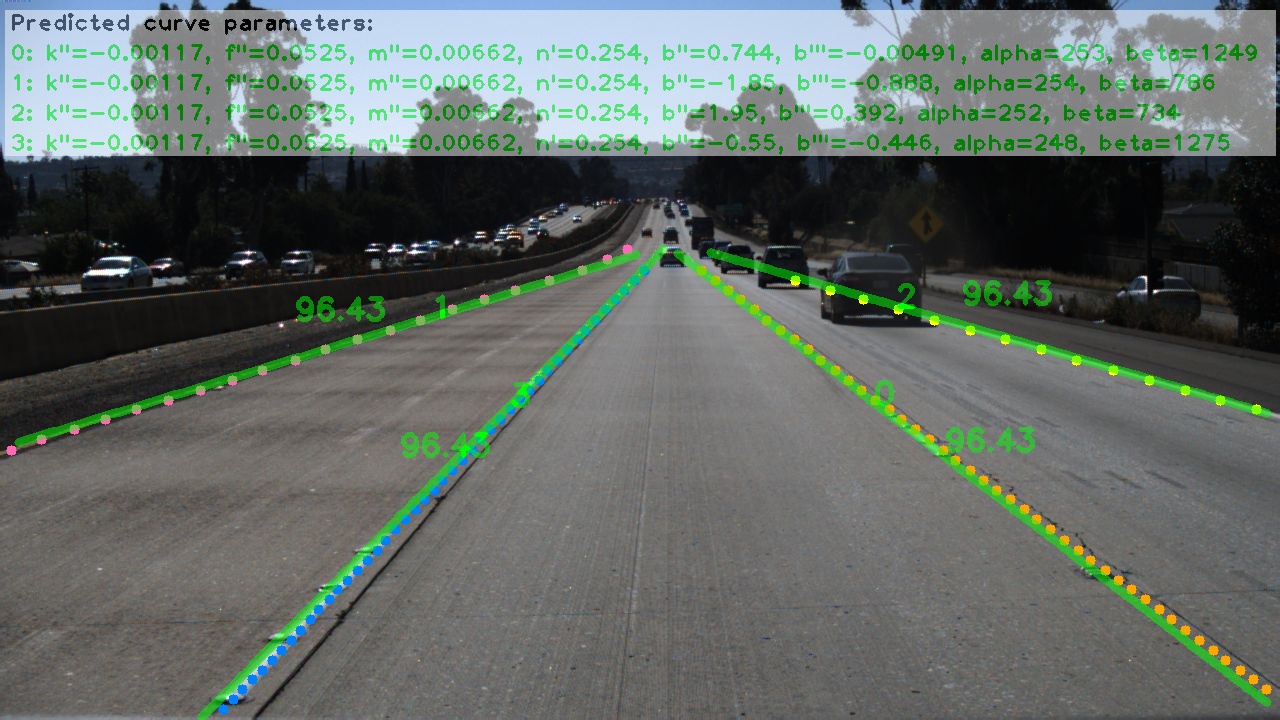 Predicted curve parameters:
0: k''=-0.00117, f''=0.0525, m''=0.00662, n'=0.254, b''=0.744, b'''=-0.00491, alpha=253, beta=1249
1: k''=-0.00117, f''=0.0525, m''=0.00662, n'=0.254, b''=-1.85, b'''=-0.888, alpha=254, beta=786
2: k''=-0.00117, f''=0.0525, m''=0.00662, n'=0.254, b''=1.95, b'''=0.392, alpha=252, beta=734
3: k''=-0.00117, f''=0.0525, m''=0.00662, n'=0.254, b''=-0.55, b'''=-0.446, alpha=248, beta=1275
96.43 1 2 96.43
3 0
96.43 96.43